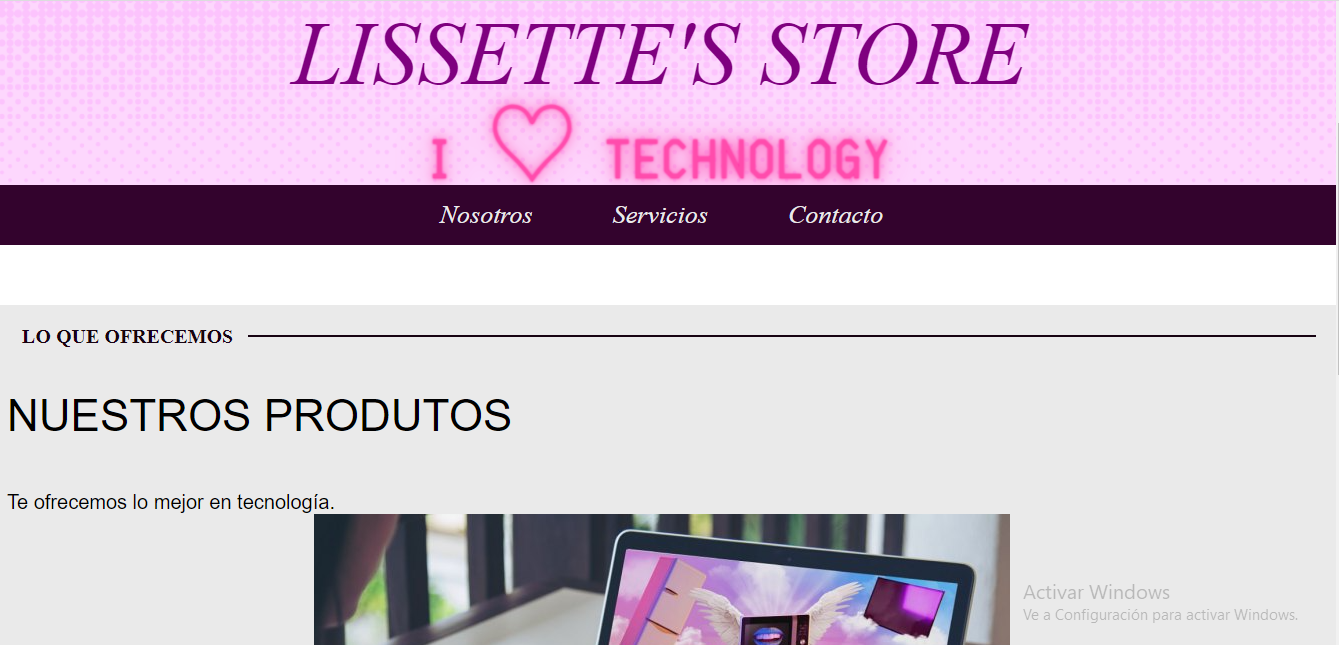 LISSETTE'S STORE
I TECHNOLOGY
Nosotros Servicios Contacto
LO QUE OFRECEMOS
NUESTROS PRODUTOS
Te ofrecemos lo mejor en tecnología.
Activar Windows
Ve a Configuración para activar Windows.